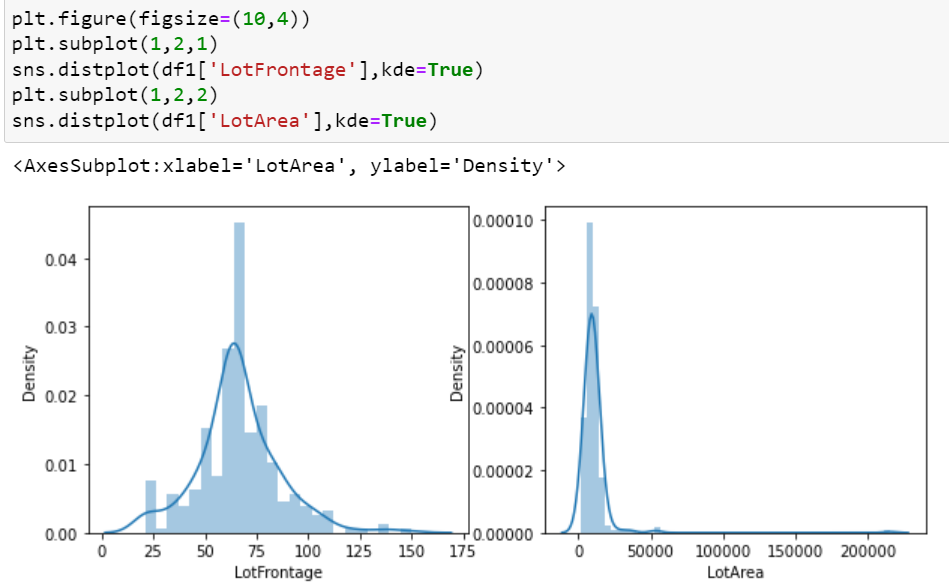 plt.figure(figsize=(10,4))
plt.subplot(1,2,1)
sns.distplot(df1['LotFrontage'],kde=True)
plt.subplot(1,2,2)
sns.distplot(df1['LotArea'],kde=True)
<AxesSubplot:xlabel='LotArea', ylabel='Density'>
0.04
0.03
0.02
0.01
0.00
Density
0 25 50 75 100 125 150 175
LotFrontage
0.00010
0.00008
0.00006
0.00004
0.00002
0.00000
Density
0 50000 100000 150000 200000
LotArea